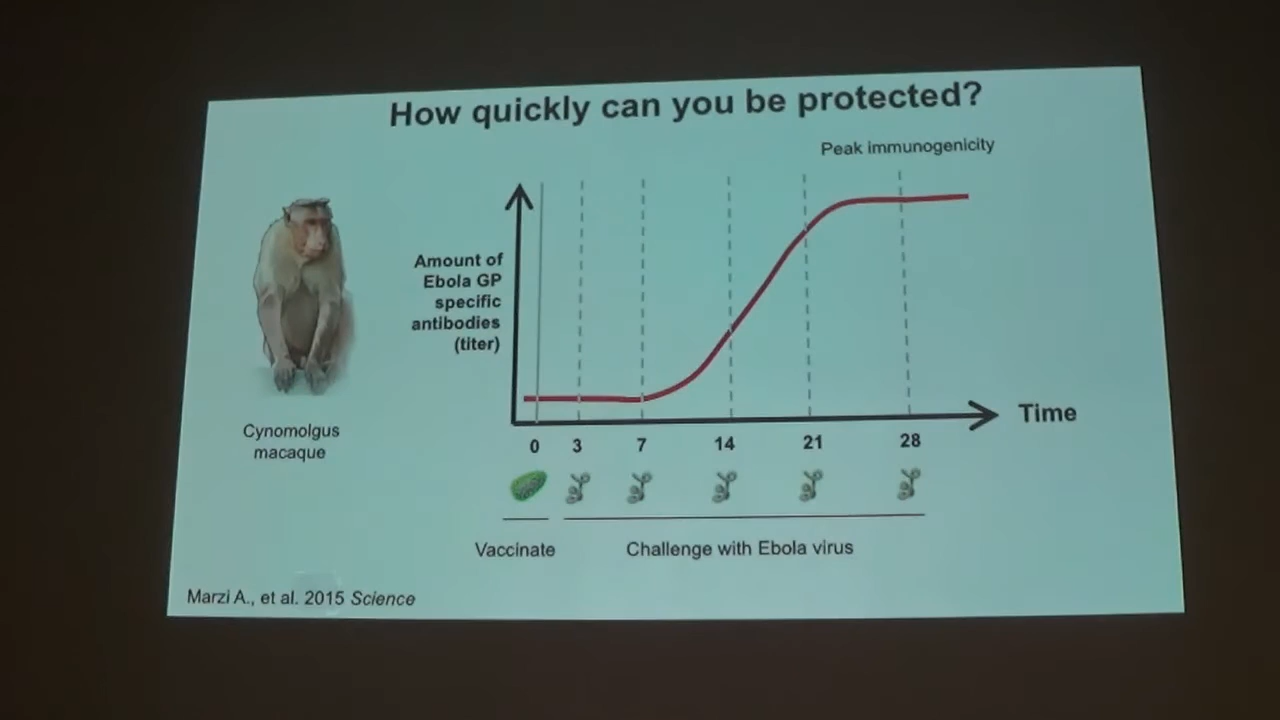 How quickly can you be protected?
Peak immunogenicity
Amount of
Ebola GP
specific
antibodies
(titer)
Cynomolgus
macaque
Time
0 3 7 14 21 28
Vaccinate
Challenge with Ebola virus
Marzi A., et al. 2015 Science